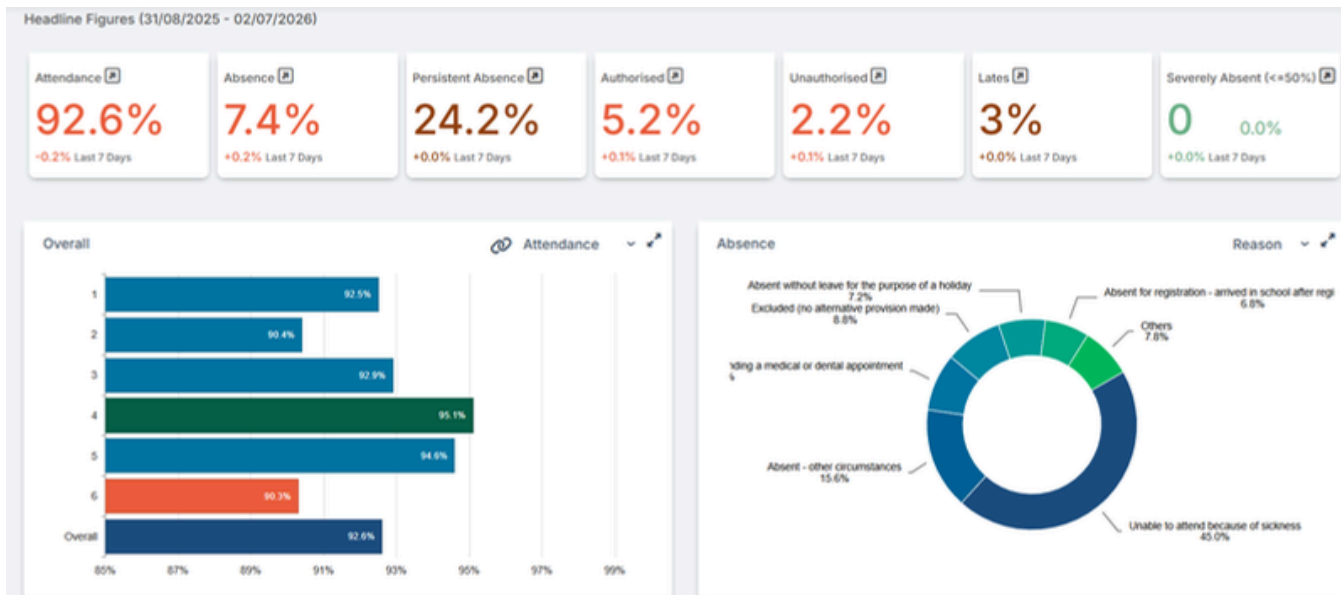 Headline Figures (31/08/2025 - 02/07/2026)
Attendance
92.6%
-0.2% Last 7 Days
Absence
7.4%
+0.2% Last 7 Days
Persistent Absence
24.2%
+0.0% Last 7 Days
Authorised
5.2%
+0.1% Last 7 Days
Unauthorised
2.2%
+0.1% Last 7 Days
Lates
3%
+0.0% Last 7 Days
Severely Absent (<=50%)
0 0.0%
+0.0% Last 7 Days
Overall
Attendance
1 92.5%
2 90.4%
3 92.9%
4 95.1%
5 94.6%
6 90.3%
Overall 92.6%
85% 87% 89% 91% 93% 95% 97% 99%
Absence
Reason
Absent without leave for the purpose of a holiday
7.2%
Excluded (no alternative provision made)
8.8%
nding a medical or dental appointment
%
Absent - other circumstances
15.6%
Absent for registration - arrived in school after regi
6.8%
Others
7.8%
Unable to attend because of sickness
45.0%